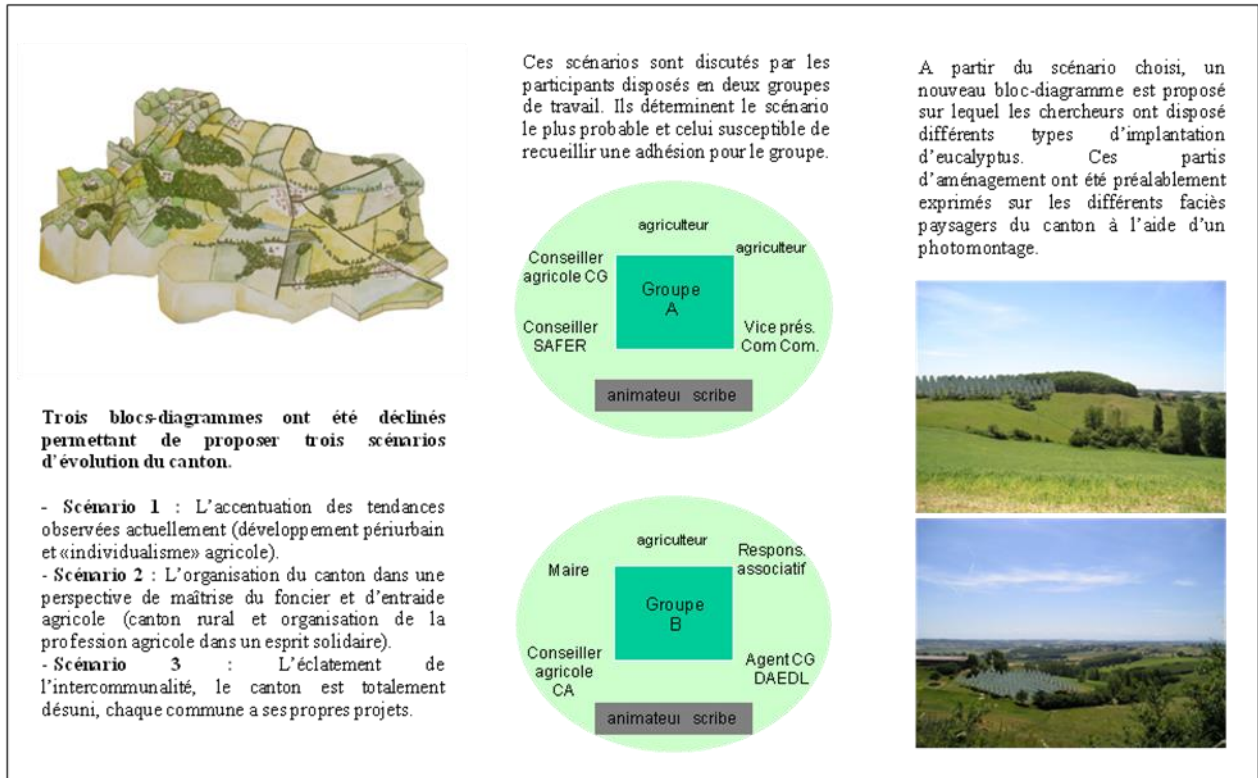 Trois blocs-diagrammes ont été déclinés
permettant de proposer trois scénarios
d'évolution du canton.
- Scénario 1 : L'accentuation des tendances
observées actuellement (développement périurbain
et «individualisme» agricole).
- Scénario 2 : L'organisation du canton dans une
perspective de maîtrise du foncier et d'entraide
agricole (canton rural et organisation de la
profession agricole dans un esprit solidaire).
- Scénario 3 : L'éclatement de
l'intercommunalité, le canton est totalement
désuni, chaque commune a ses propres projets.
Ces scénarios sont discutés par les
participants disposés en deux groupes
de travail. Ils déterminent le scénario
le plus probable et celui susceptible de
recueillir une adhésion pour le groupe.
agriculteur
agriculteur
Conseiller
agricole CG
Groupe
A
Conseiller
SAFER
Vice prés.
Com Com.
animateur scribe
agriculteur
Respons.
associatif
Maire
Groupe
B
Conseiller
agricole
CA
Agent CG
DAEDL
animateur scribe
A partir du scénario choisi, un
nouveau bloc-diagramme est proposé
sur lequel les chercheurs ont disposé
différents types d'implantation
d'eucalyptus. Ces partis
d'aménagement ont été préalablement
exprimés sur les différents faciès
paysagers du canton à l'aide d'un
photomontage.